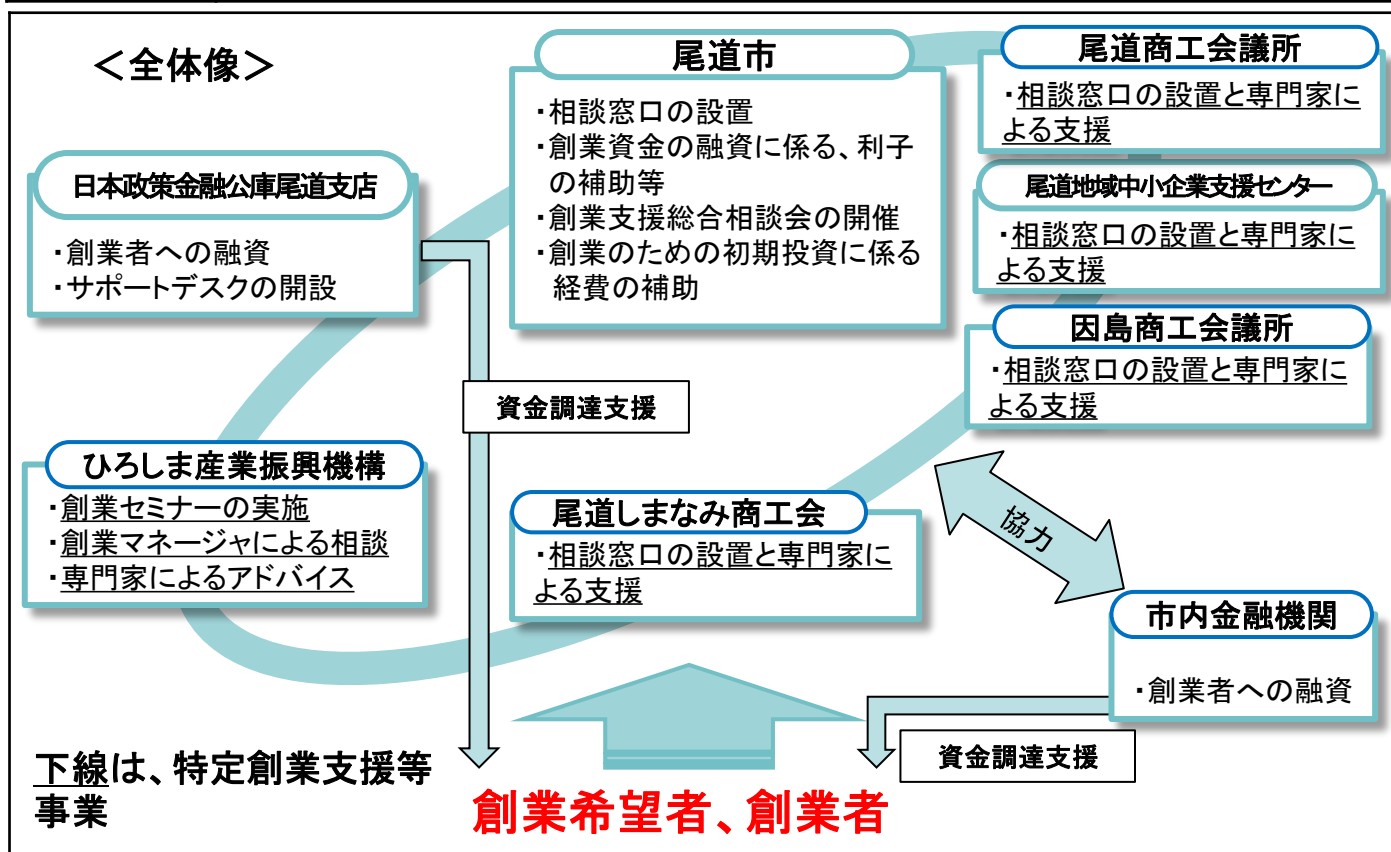 ＜全体像＞
尾道市
・相談窓口の設置
・創業資金の融資に係る、利子
の補助等
・創業支援総合相談会の開催
・創業のための初期投資に係る
経費の補助
尾道商工会議所
・相談窓口の設置と専門家に
よる支援
日本政策金融公庫尾道支店
・創業者への融資
・サポートデスクの開設
尾道地域中小企業支援センター
・相談窓口の設置と専門家に
よる支援
因島商工会議所
・相談窓口の設置と専門家に
よる支援
資金調達支援
ひろしま産業振興機構
・創業セミナーの実施
・創業マネージャによる相談
・専門家によるアドバイス
尾道しまなみ商工会
・相談窓口の設置と専門家に
よる支援
協力
市内金融機関
・創業者への融資
資金調達支援
下線は、特定創業支援等
事業
創業希望者、創業者